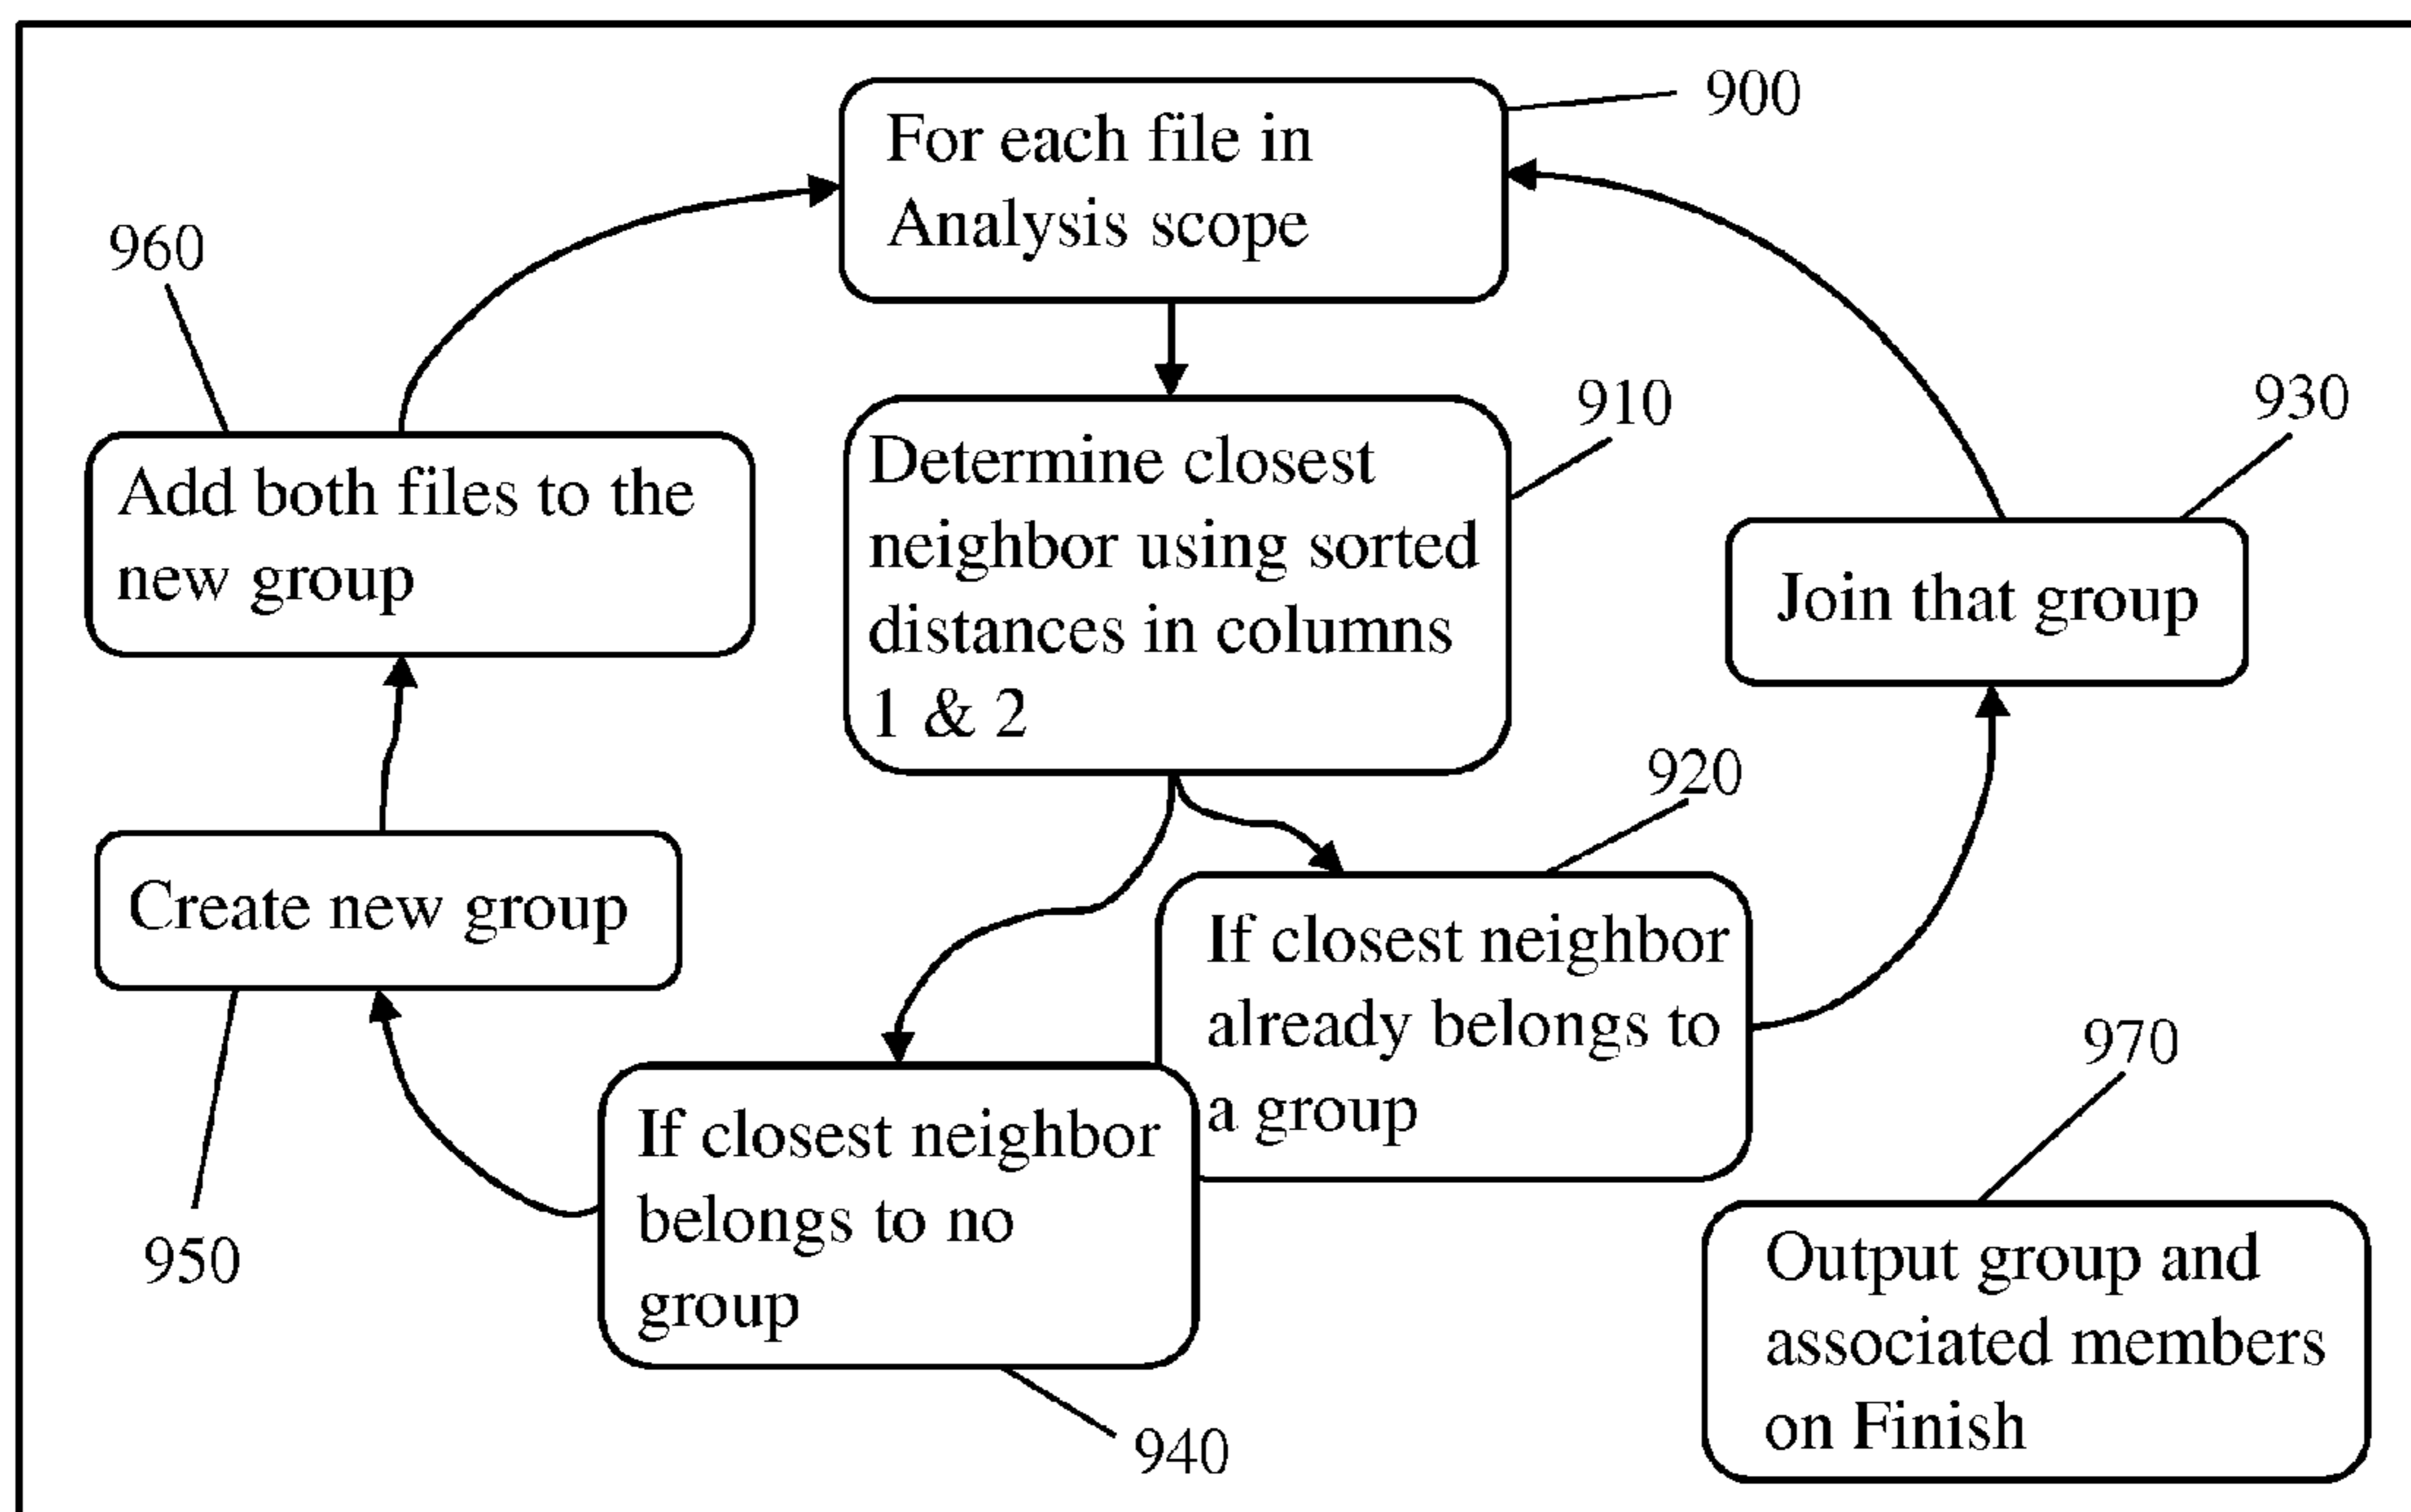 900
For each file in
Analysis scope
960
910
930
Add both files to the
new group
Determine closest
neighbor using sorted
distances in columns
1 & 2
Join that group
920
Create new group
If closest neighbor
already belongs to
a group
970
If closest neighbor
belongs to no
group
950
Output group and
associated members
on Finish
940